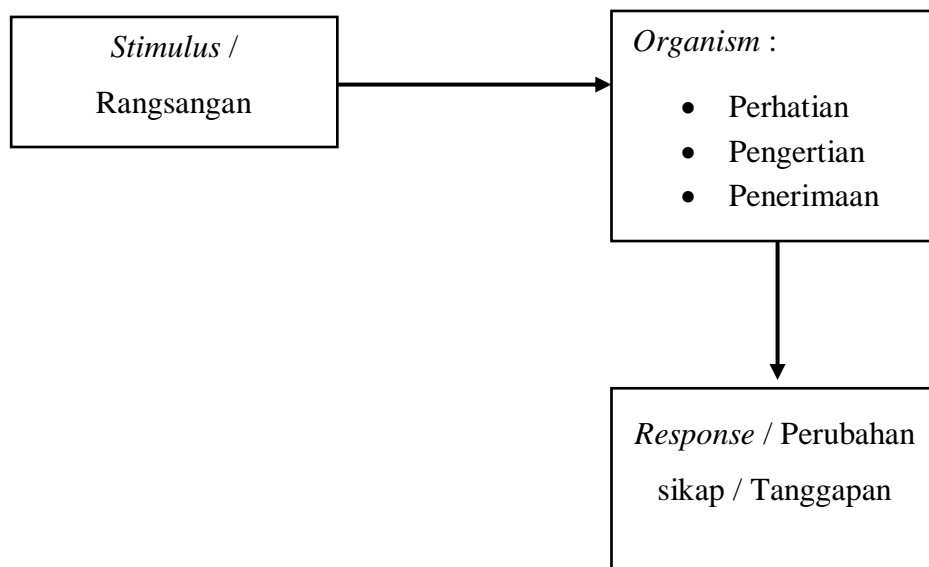 Stimulus /
Rangsangan
Organism :
• Perhatian
• Pengertian
• Penerimaan
Response / Perubahan
sikap / Tanggapan